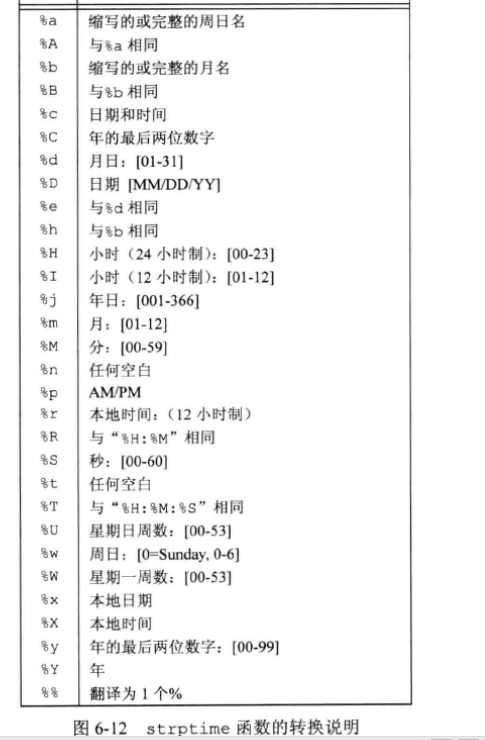 %a 缩写的或完整的周日名
%A 与%a 相同
%b 缩写的或完整的月名
%B 与%b 相同
%c 日期和时间
%C 年的最后两位数字
%d 月日：[01-31]
%D 日期 [MM/DD/YY]
%e 与%d 相同
%h 与%b 相同
%H 小时（24 小时制）：[00-23]
%I 小时（12 小时制）：[01-12]
%j 年日：[001-366]
%m 月：[01-12]
%M 分：[00-59]
%n 任何空白
%p AM/PM
%r 本地时间：（12 小时制）
%R 与“%H:%M”相同
%S 秒：[00-60]
%t 任何空白
%T 与“%H:%M:%S”相同
%U 星期日周数：[00-53]
%w 周日：[0=Sunday, 0-6]
%W 星期一周数：[00-53]
%x 本地日期
%X 本地时间
%y 年的最后两位数字：[00-99]
%Y 年
%% 翻译为 1 个%
图 6-12 strptime 函数的转换说明